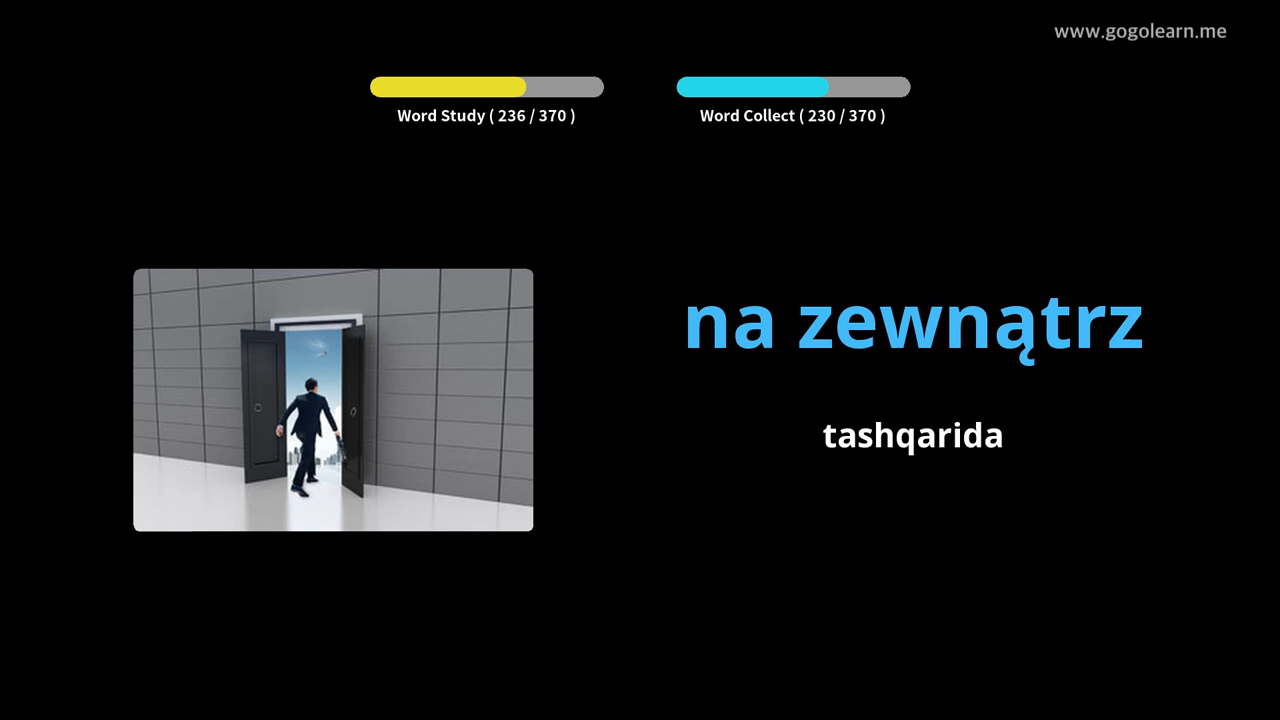 www.gogolearn.me
Word Study ( 236 / 370 )
Word Collect ( 230 / 370 )
na zewnątrz
tashqarida